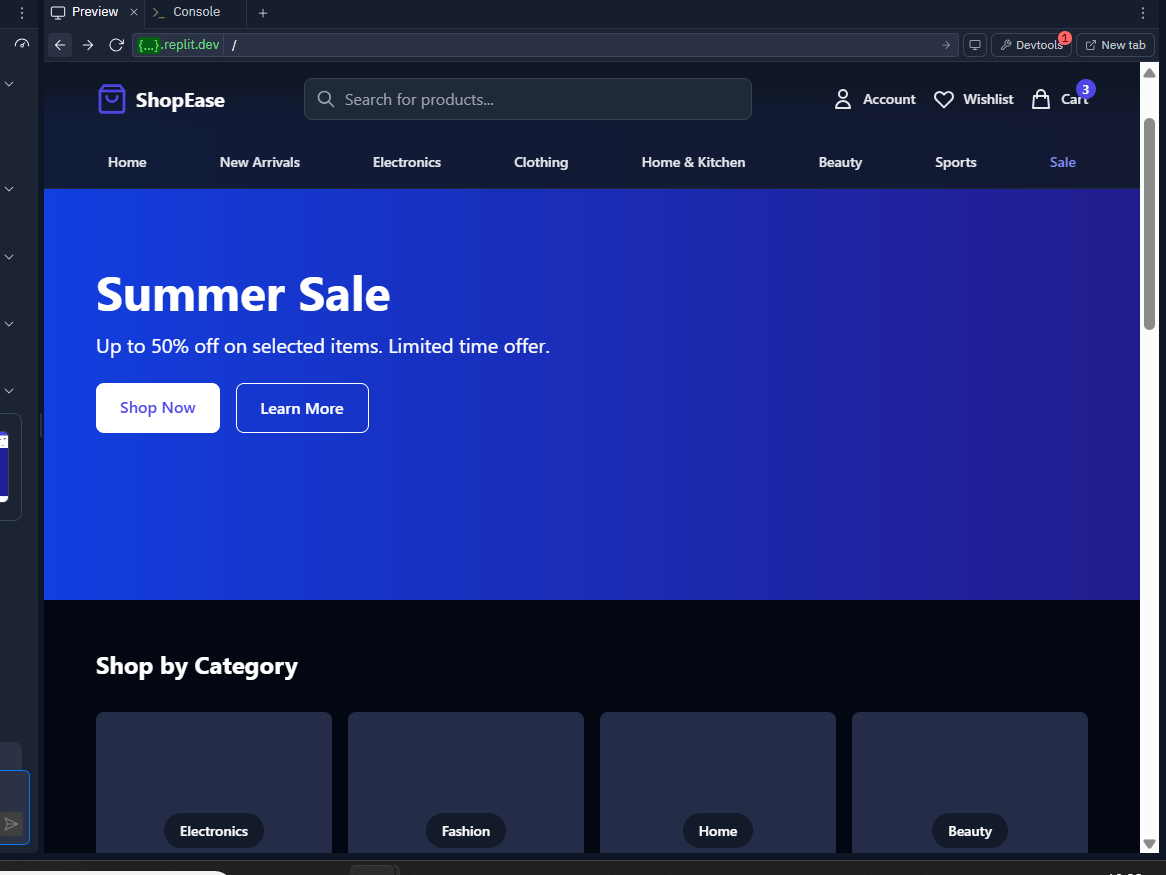 Preview
Console
{...}.replit.dev /
Devtools 1
New tab
ShopEase
Search for products...
Account
Wishlist
Cart 3
Home
New Arrivals
Electronics
Clothing
Home & Kitchen
Beauty
Sports
Sale
Summer Sale
Up to 50% off on selected items. Limited time offer.
Shop Now
Learn More
Shop by Category
Electronics
Fashion
Home
Beauty